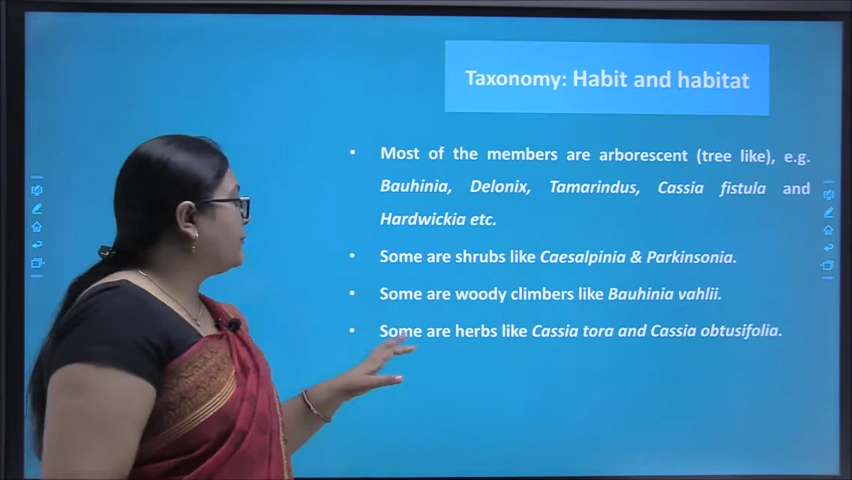 Taxonomy: Habit and habitat
• Most of the members are arborescent (tree like), e.g.
Bauhinia, Delonix, Tamarindus, Cassia fistula and
Hardwickia etc.
• Some are shrubs like Caesalpinia & Parkinsonia.
• Some are woody climbers like Bauhinia vahlii.
• Some are herbs like Cassia tora and Cassia obtusifolia.